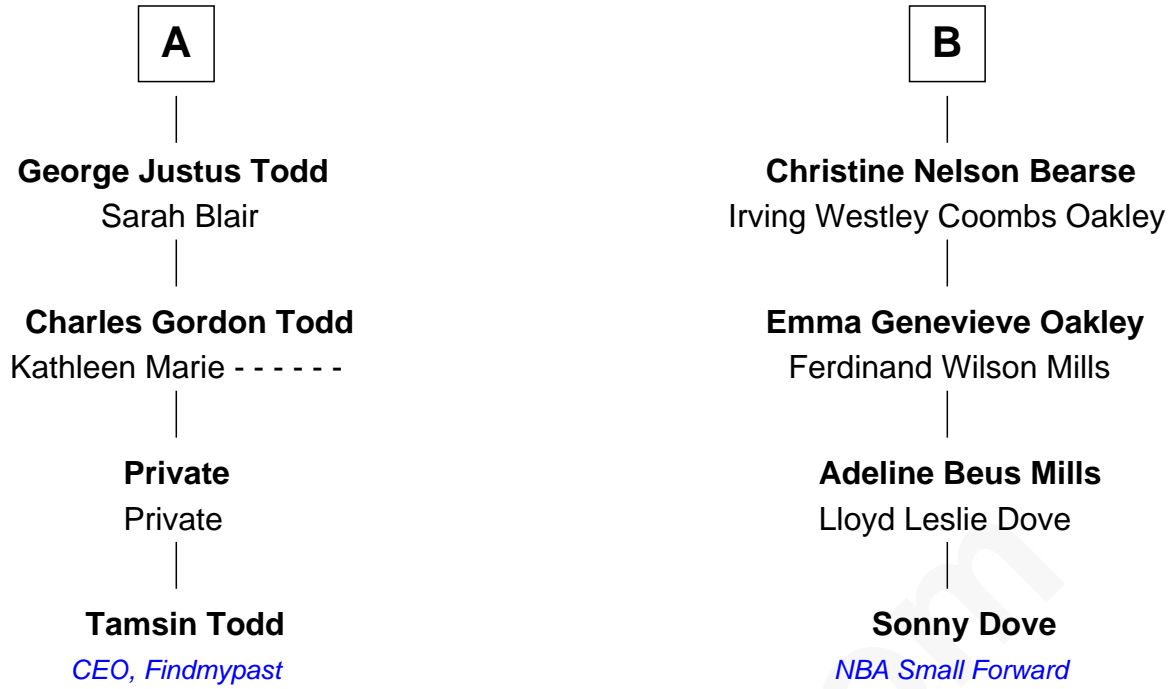 A
George Justus Todd
Sarah Blair
Charles Gordon Todd
Kathleen Marie - - - - - -
Private
Private
Tamsin Todd
CEO, Findmypast
B
Christine Nelson Bearse
Irving Westley Coombs Oakley
Emma Genevieve Oakley
Ferdinand Wilson Mills
Adeline Beus Mills
Lloyd Leslie Dove
Sonny Dove
NBA Small Forward